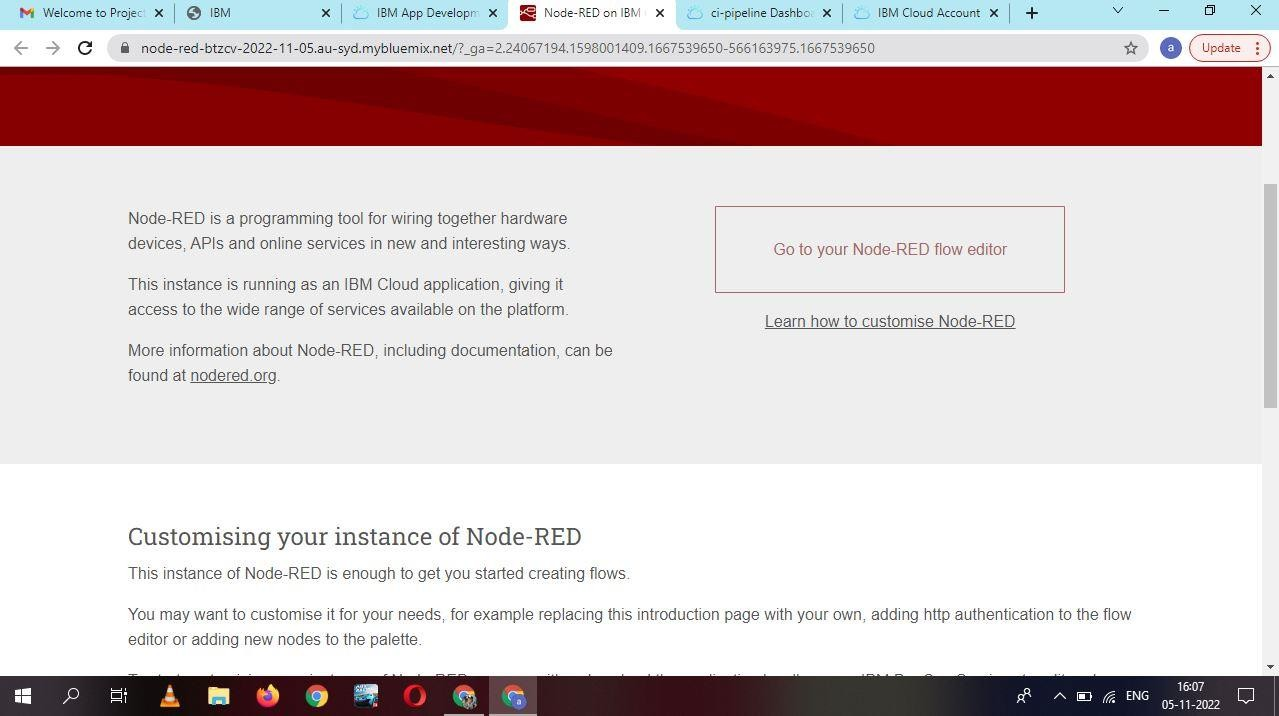 Welcome to Project
IBM
IBM App Developm
Node-RED on IBM
ci-pipeline Dashboa
IBM Cloud Account
node-red-btzcv-2022-11-05.au-syd.mybluemix.net/?_ga=2.24067194.1598001409.1667539650-560163975.1667539650
a
Update
Node-RED is a programming tool for wiring together hardware
devices, APIs and online services in new and interesting ways.
This instance is running as an IBM Cloud application, giving it
access to the wide range of services available on the platform.
More information about Node-RED, including documentation, can be
found at nodered.org.
Go to your Node-RED flow editor
Learn how to customise Node-RED
Customising your instance of Node-RED
This instance of Node-RED is enough to get you started creating flows.
You may want to customise it for your needs, for example replacing this introduction page with your own, adding http authentication to the flow
editor or adding new nodes to the palette.
ENG
16:07
05-11-2022